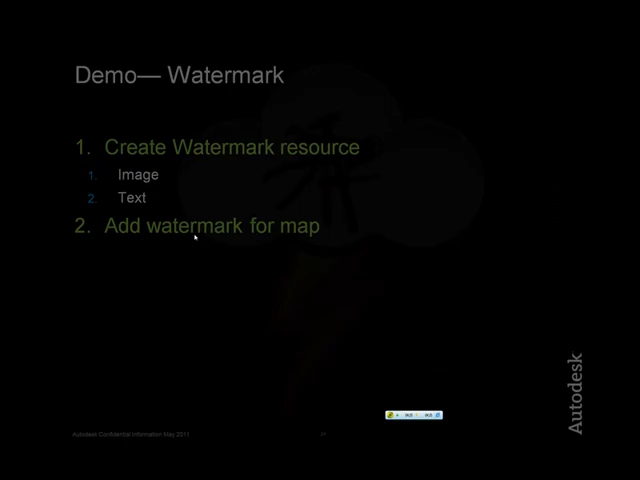 Demo— Watermark
1. Create Watermark resource
1. Image
2. Text
2. Add watermark for map
Autodesk
Autodesk Confidential Information May 2011